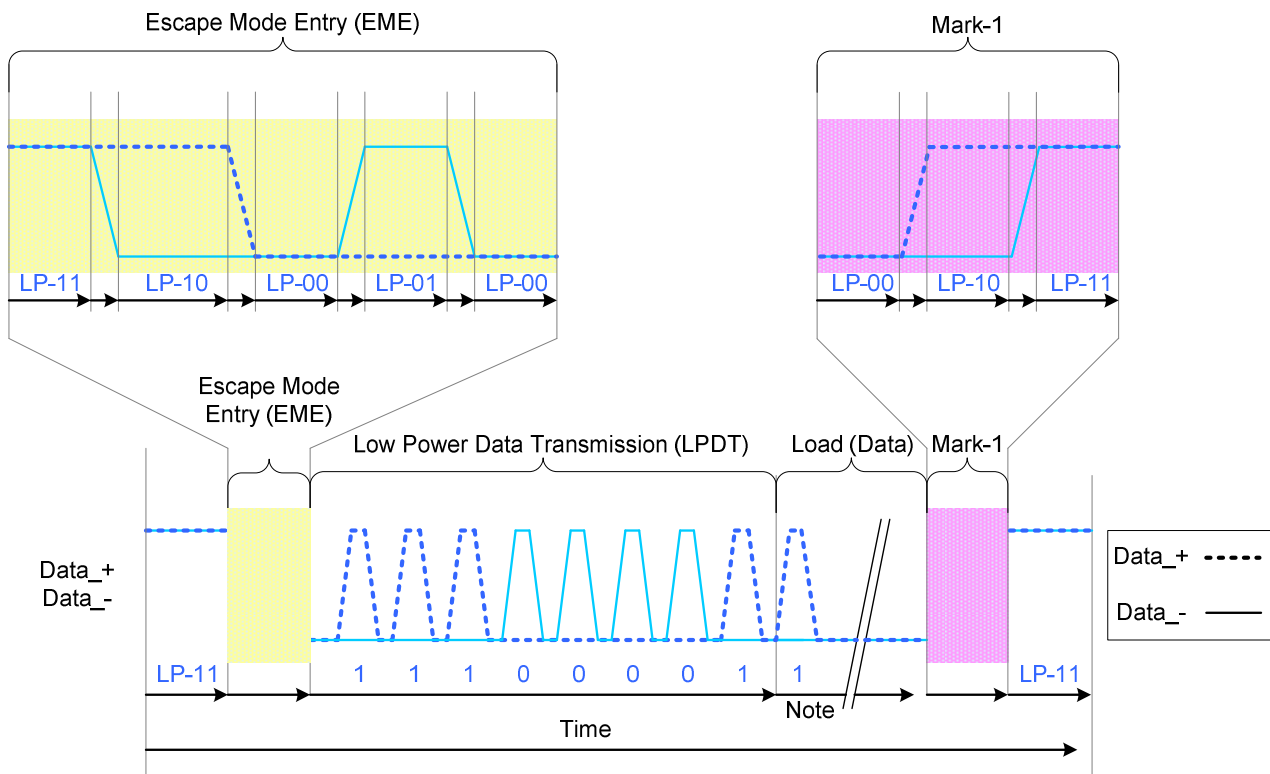 Escape Mode Entry (EME)
Mark-1
LP-11 LP-10 LP-00 LP-01 LP-00
LP-00 LP-10 LP-11
Escape Mode
Entry (EME)
Low Power Data Transmission (LPDT)
Load (Data)
Mark-1
Data_+
Data_-
Data_+
Data_-
LP-11 1 1 1 0 0 0 0 1 1 LP-11
Note
Time